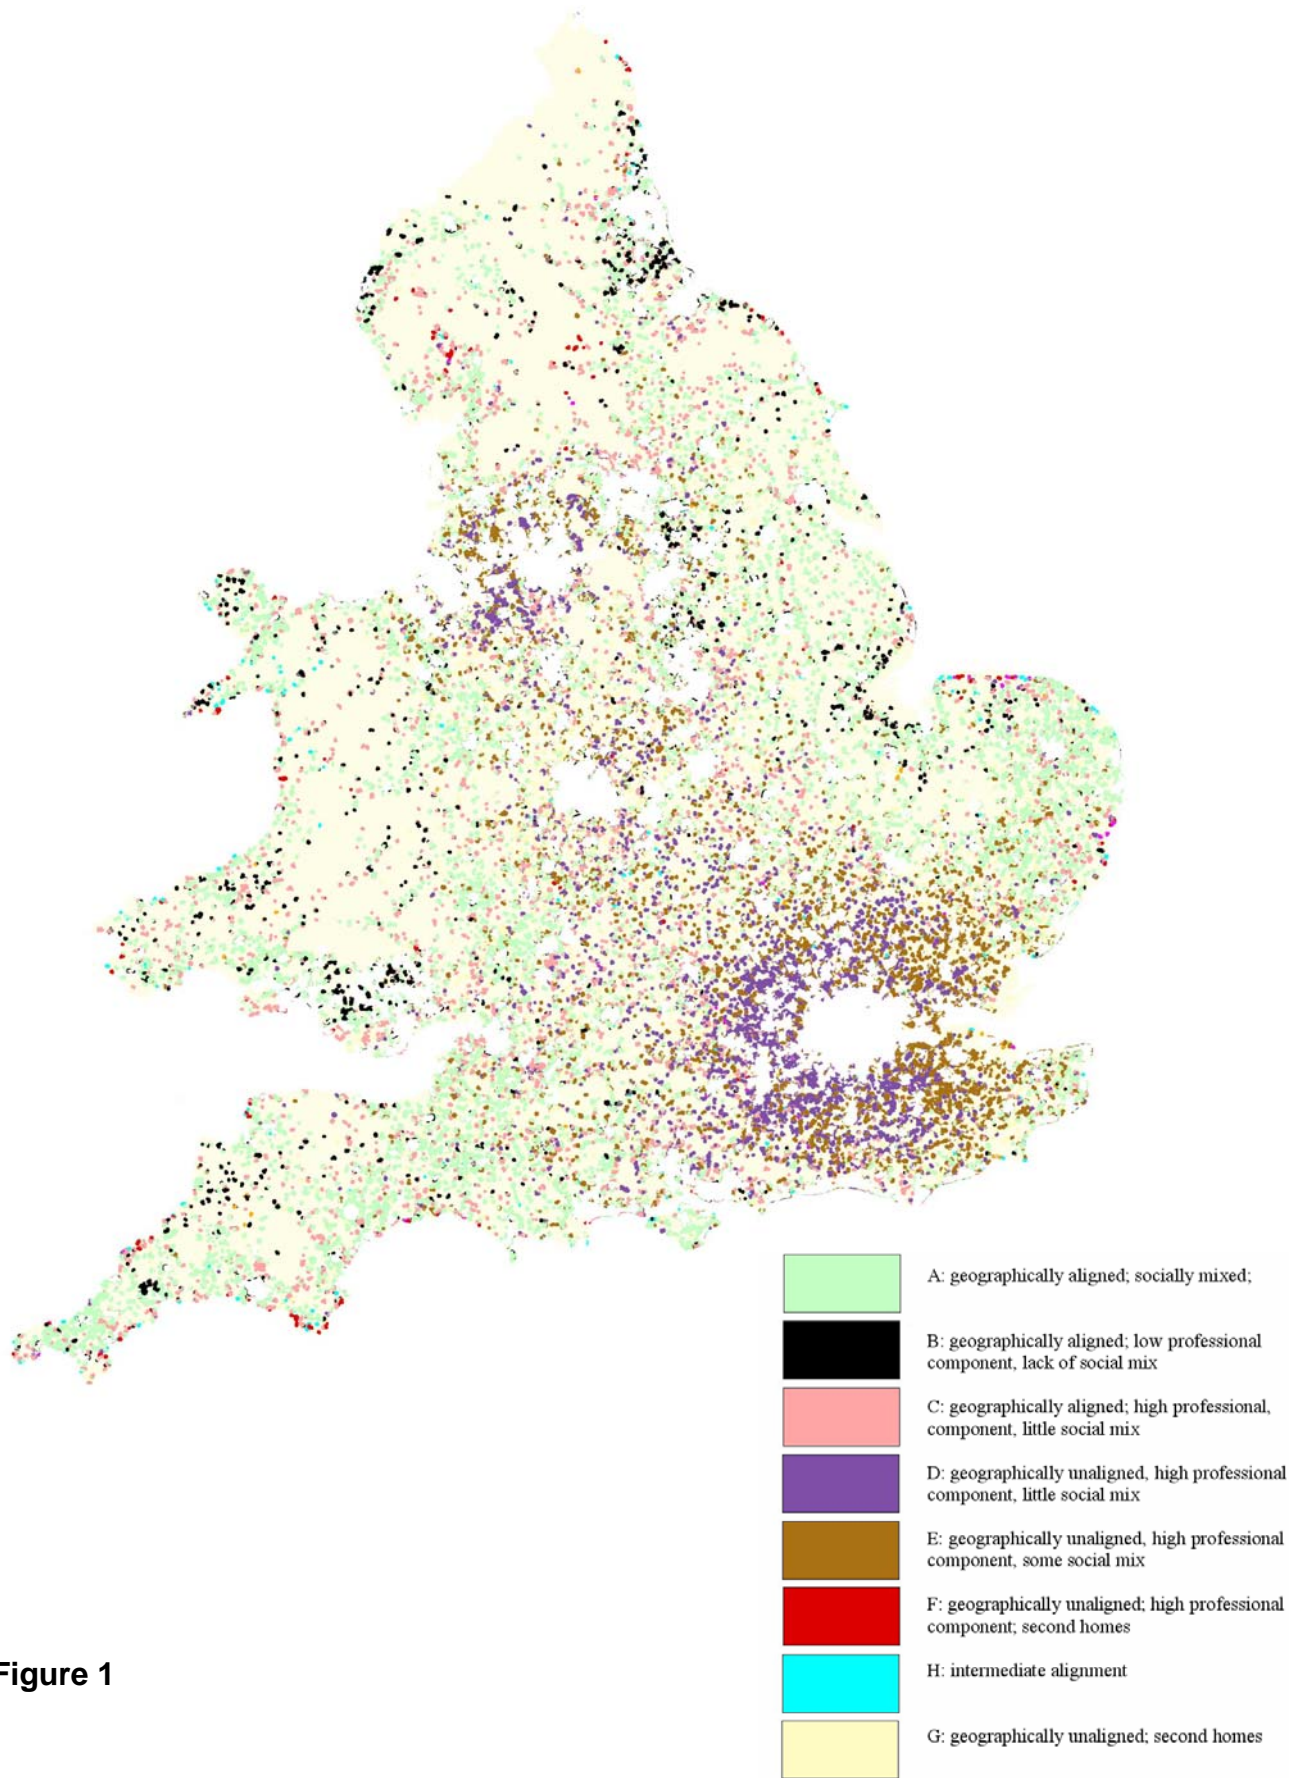 A: geographically aligned; socially mixed;
B: geographically aligned; low professional
component, lack of social mix
C: geographically aligned; high professional,
component, little social mix
D: geographically unaligned, high professional
component, little social mix
E: geographically unaligned, high professional
component, some social mix
F: geographically unaligned; high professional
component; second homes
H: intermediate alignment
G: geographically unaligned; second homes
Figure 1